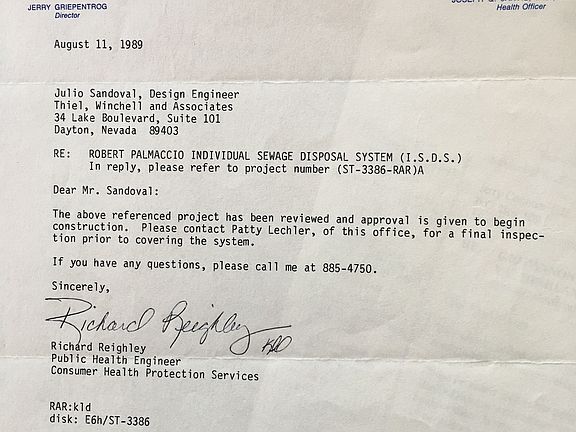 JERRY GRIEPENTROG
Director
Health Officer
August 11, 1989
Julio Sandoval, Design Engineer
Thiel, Winchell and Associates
34 Lake Boulevard, Suite 101
Dayton, Nevada 89403
RE: ROBERT PALMACCIO INDIVIDUAL SEWAGE DISPOSAL SYSTEM (I.S.D.S.)
In reply, please refer to project number (ST-3386-RAR)A
Dear Mr. Sandoval:
The above referenced project has been reviewed and approval is given to begin
construction. Please contact Patty Lechler, of this office, for a final inspec-
tion prior to covering the system.
If you have any questions, please call me at 885-4750.
Sincerely,
Richard Reighley kld
Richard Reighley
Public Health Engineer
Consumer Health Protection Services
RAR:kld
disk: E6h/ST-3386